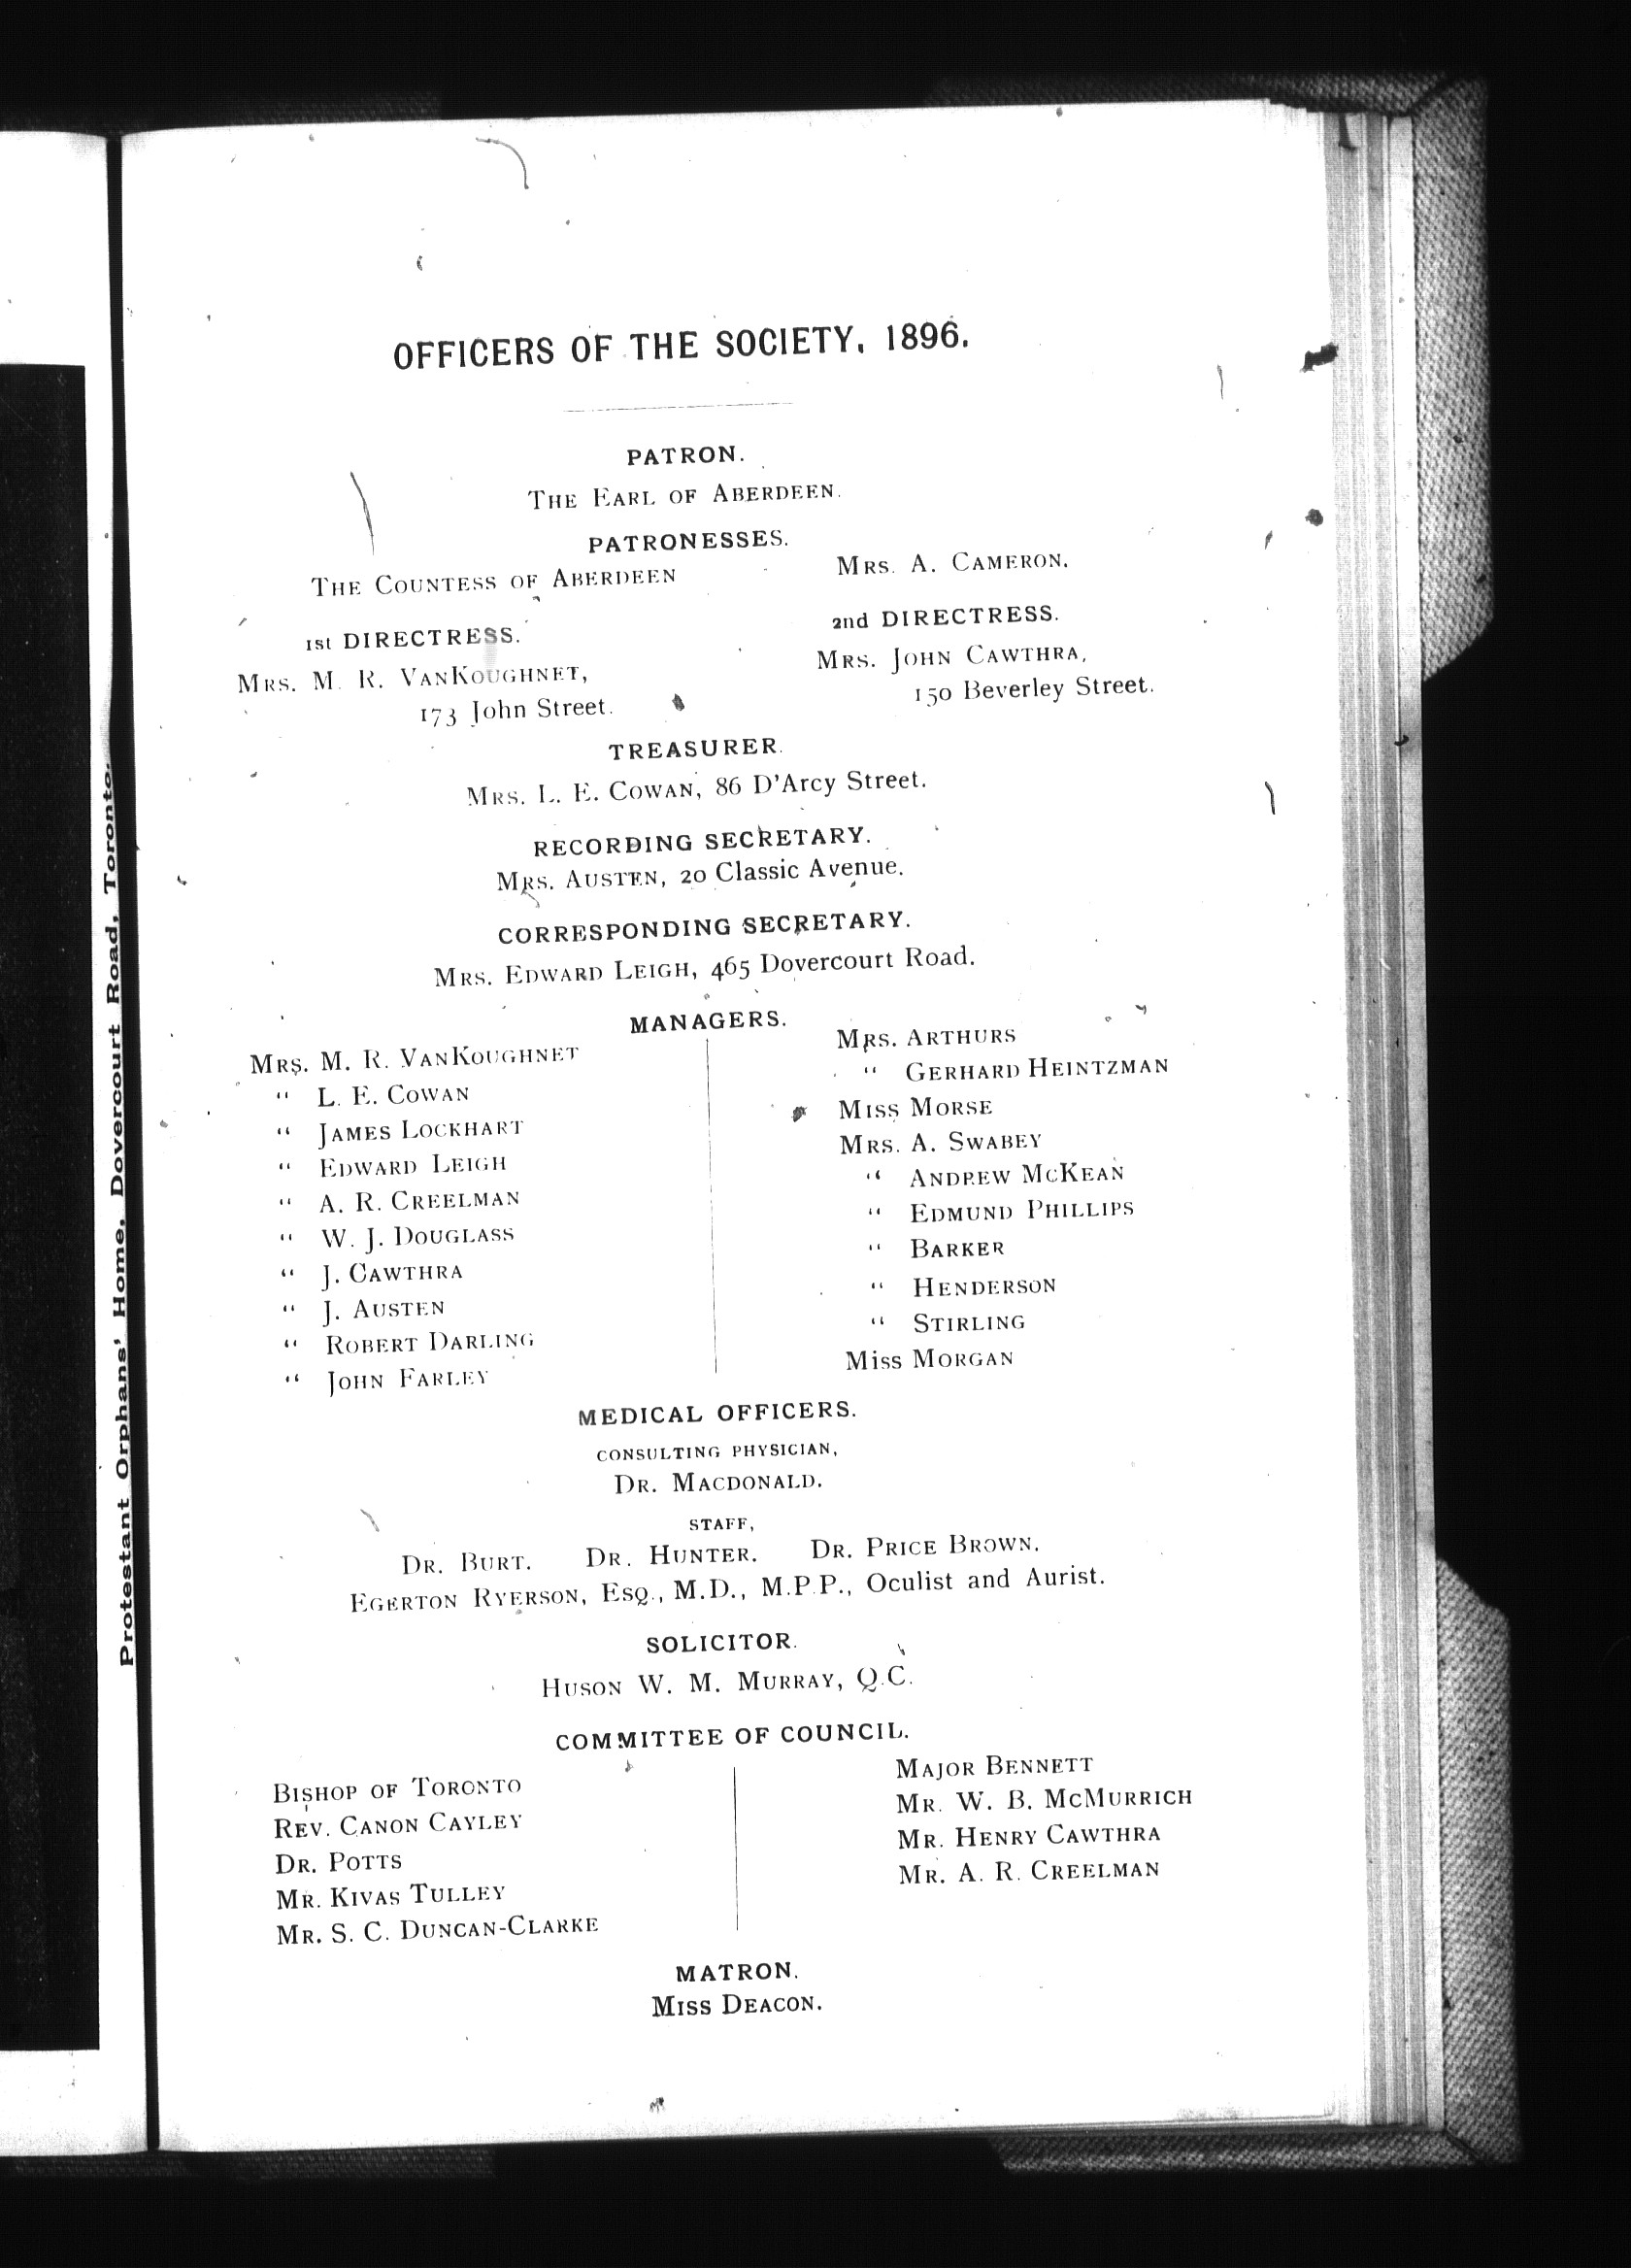 Protestant Orphans' Home, Dovercourt Road, Toronto.
OFFICERS OF THE SOCIETY, 1896.
PATRON.
THE EARL OF ABERDEEN.
PATRONESSES.
THE COUNTESS OF ABERDEEN
MRS. A. CAMERON.
1st DIRECTRESS.
MRS. M. R. VANKOUGHNET,
173 John Street.
2nd DIRECTRESS.
MRS. JOHN CAWTHRA,
150 Beverley Street.
TREASURER.
MRS. L. E. COWAN, 86 D'Arcy Street.
RECORDING SECRETARY.
MRS. AUSTEN, 20 Classic Avenue.
CORRESPONDING SECRETARY.
MRS. EDWARD LEIGH, 465 Dovercourt Road.
MANAGERS.
MRS. M. R. VANKOUGHNET
" L. E. COWAN
" JAMES LOCKHART
" EDWARD LEIGH
" A. R. CREELMAN
" W. J. DOUGLASS
" J. CAWTHRA
" J. AUSTEN
" ROBERT DARLING
" JOHN FARLEY
MRS. ARTHURS
" GERHARD HEINTZMAN
MISS MORSE
MRS. A. SWABEY
" ANDREW MCKEAN
" EDMUND PHILLIPS
" BARKER
" HENDERSON
" STIRLING
Miss MORGAN
MEDICAL OFFICERS.
CONSULTING PHYSICIAN,
DR. MACDONALD.
STAFF,
DR. BURT. DR. HUNTER. DR. PRICE BROWN.
EGERTON RYERSON, ESQ., M.D., M.P.P., Oculist and Aurist.
SOLICITOR.
HUSON W. M. MURRAY, Q.C.
COMMITTEE OF COUNCIL.
BISHOP OF TORONTO
REV. CANON CAYLEY
DR. POTTS
MR. KIVAS TULLEY
MR. S. C. DUNCAN-CLARKE
MAJOR BENNETT
MR. W. B. MCMURRICH
MR. HENRY CAWTHRA
MR. A. R. CREELMAN
MATRON.
MISS DEACON.